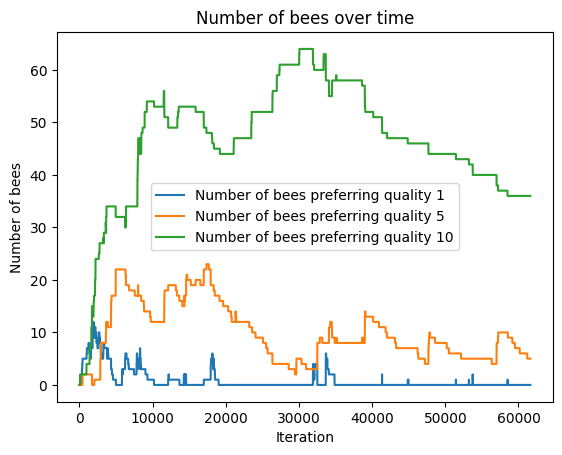 Number of bees over time
Number of bees
60
50
40
30
20
10
0
Number of bees preferring quality 1
Number of bees preferring quality 5
Number of bees preferring quality 10
0 10000 20000 30000 40000 50000 60000
Iteration